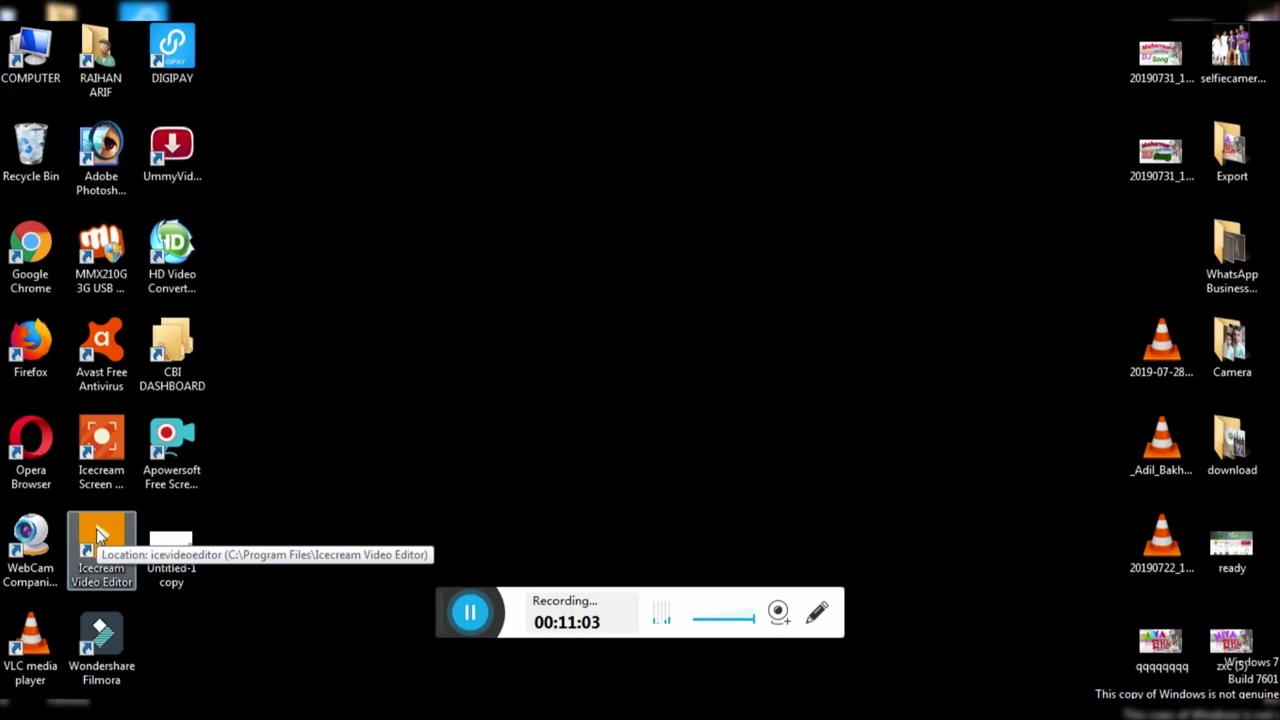 COMPUTER
RAIHAN
ARIF
GIPAY
DIGIPAY
Recycle Bin
Adobe
Photosh...
UmmyVid...
Google
Chrome
MMX210G
3G USB ...
HD
HD Video
Convert...
Firefox
Avast Free
Antivirus
CBI
DASHBOARD
Opera
Browser
Icecream
Screen ...
Apowersoft
Free Scre...
WebCam
Compani...
Icecream
Video Editor
Location: icevideoeditor (C:\Program Files\Icecream Video Editor)
Untitled-1
copy
VLC media
player
Wondershare
Filmora
Recording...
00:11:03
20190731_1...
selfiecamer...
20190731_1...
Export
WhatsApp
Business...
2019-07-28...
Camera
_Adil_Bakh...
download
20190722_1...
ready
qqqqqqqq
Windows 7
Build 7601
This copy of Windows is not genuine